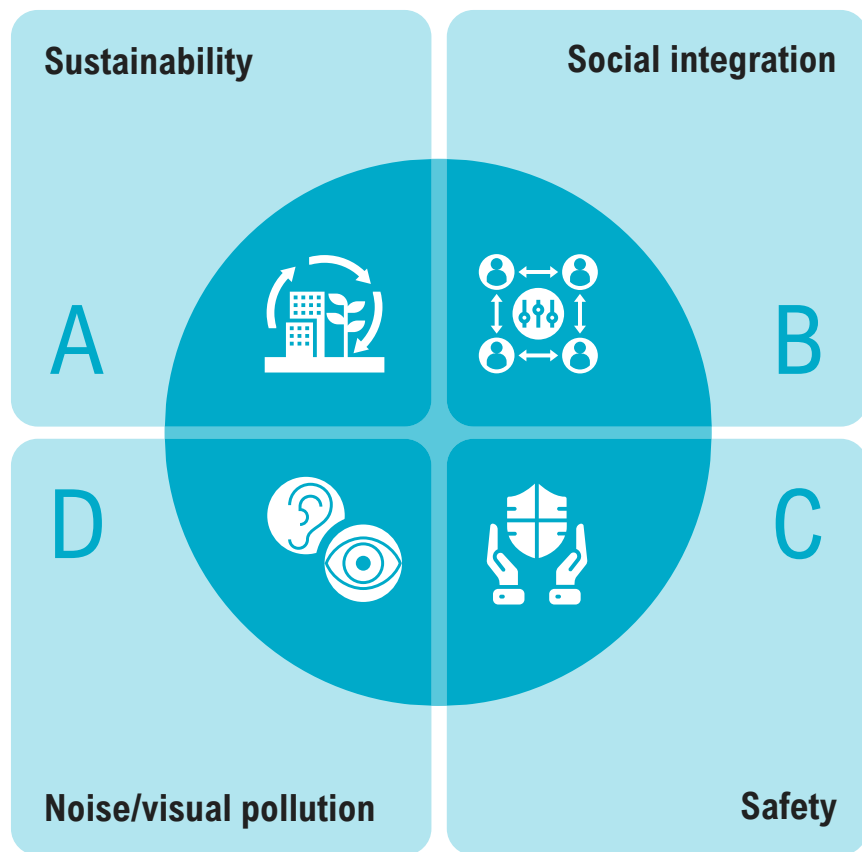 Sustainability
Social integration
A
B
D
C
Noise/visual pollution
Safety